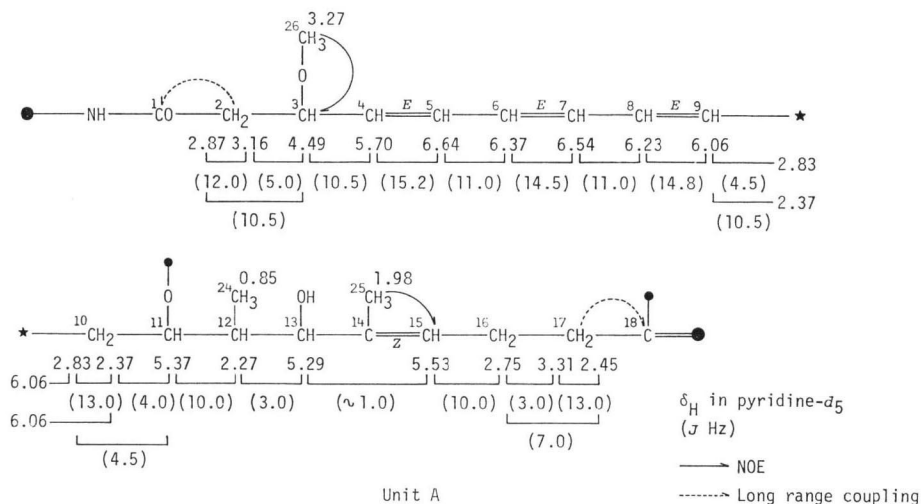 26 3.27
CH3
O
1 2 3 4 E 5 6 E 7 8 E 9
NH CO CH2 CH CH CH CH CH CH CH ★
2.87 3.16 4.49 5.70 6.64 6.37 6.54 6.23 6.06 2.83
(12.0) (5.0) (10.5) (15.2) (11.0) (14.5) (11.0) (14.8) (4.5)
(10.5) (10.5) 2.37
24 0.85 25 1.98
O CH3 OH CH3
10 11 12 13 14 15 16 17 18
★ CH2 CH CH CH C Z CH CH2 CH2 C
6.06 2.83 2.37 5.37 2.27 5.29 5.53 2.75 3.31 2.45
(13.0) (4.0) (10.0) (3.0) (~1.0) (10.0) (3.0) (13.0)
6.06
(4.5) (7.0)
δH in pyridine-d5
(J Hz)
NOE
Long range coupling
Unit A